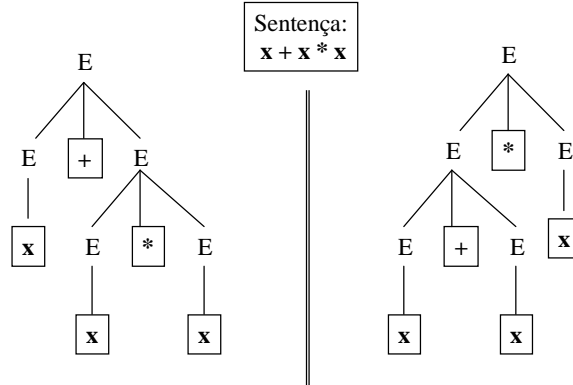 Sentença:
x + x * x
E
E + E
x E * E
x x
E
E * E
E + E x
x x